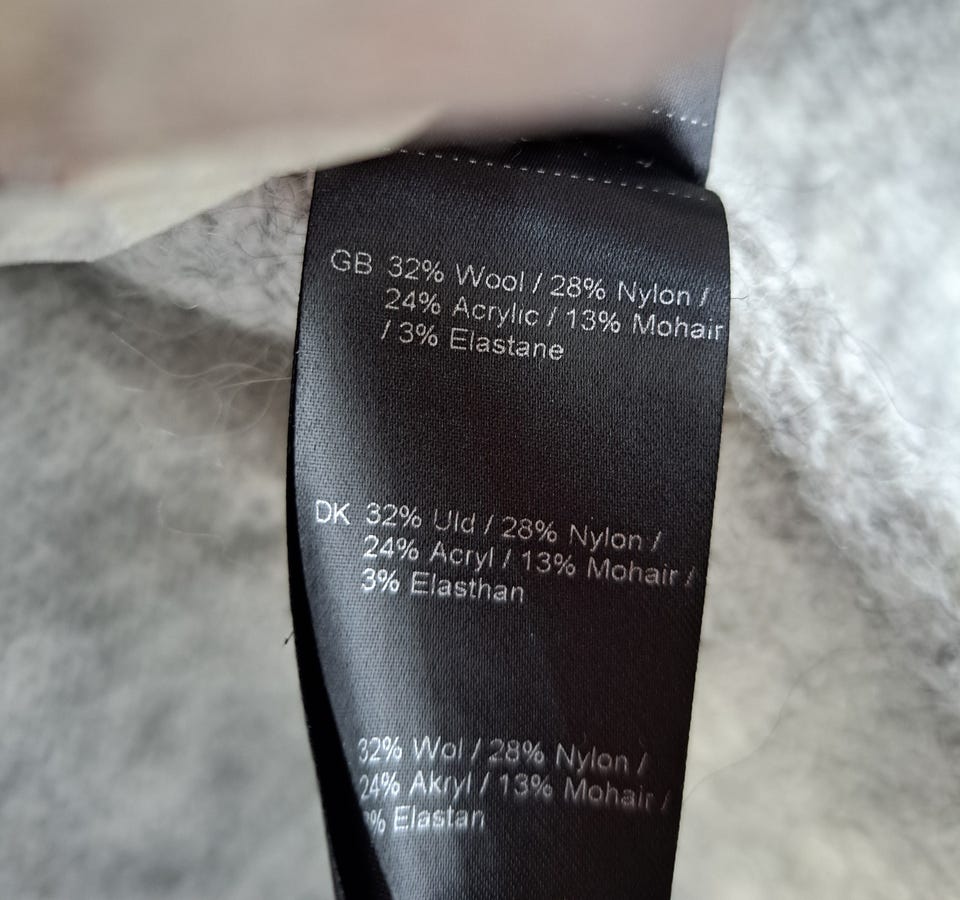 GB 32% Wool / 28% Nylon /
24% Acrylic / 13% Mohair
/ 3% Elastane
DK 32% Uld / 28% Nylon /
24% Acryl / 13% Mohair /
3% Elasthan
32% Wol / 28% Nylon /
24% Akryl / 13% Mohair /
% Elastan